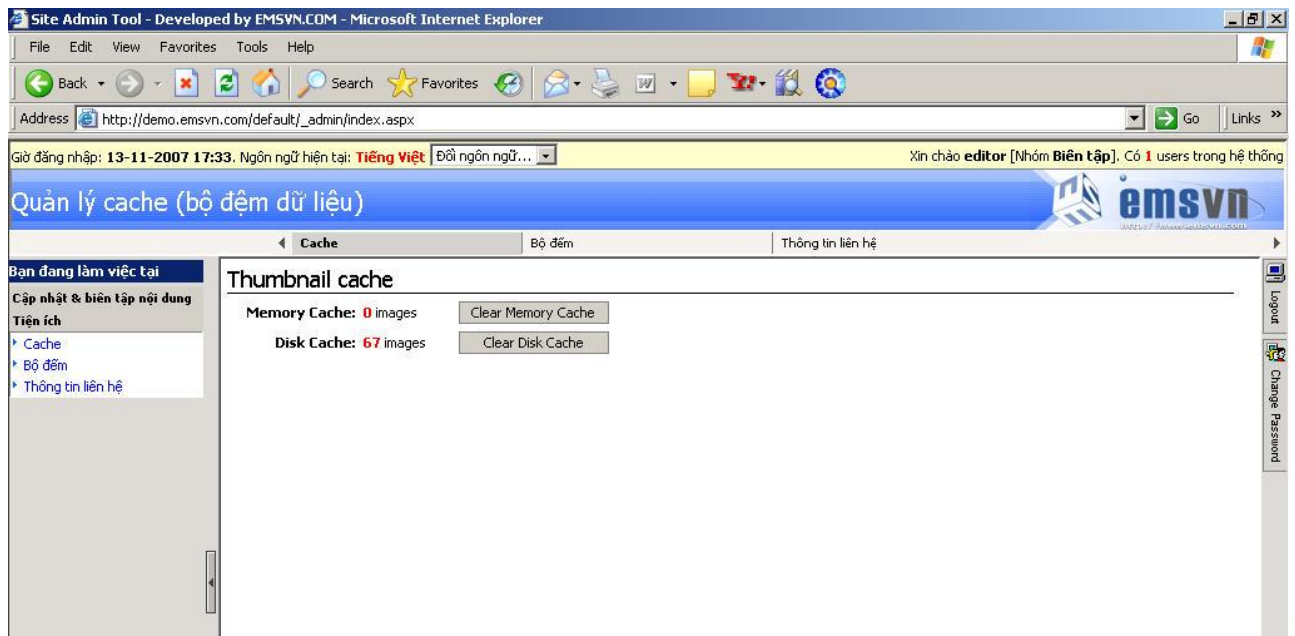 Site Admin Tool - Developed by EMSVN.COM - Microsoft Internet Explorer
File Edit View Favorites Tools Help
Back Search Favorites
Address http://demo.emsvn.com/default/_admin/index.aspx Go Links »
Giờ đăng nhập: 13-11-2007 17:33. Ngôn ngữ hiện tại: Tiếng Việt Đổi ngôn ngữ... Xin chào editor [Nhóm Biên tập]. Có 1 users trong hệ thống
Quản lý cache (bộ đệm dữ liệu) emsvn
Cache Bộ đếm Thông tin liên hệ
Bạn đang làm việc tại
Cập nhật & biên tập nội dung
Tiện ích
Cache
Bộ đếm
Thông tin liên hệ
Thumbnail cache
Memory Cache: 0 images Clear Memory Cache
Disk Cache: 67 images Clear Disk Cache
Logout
Change Password